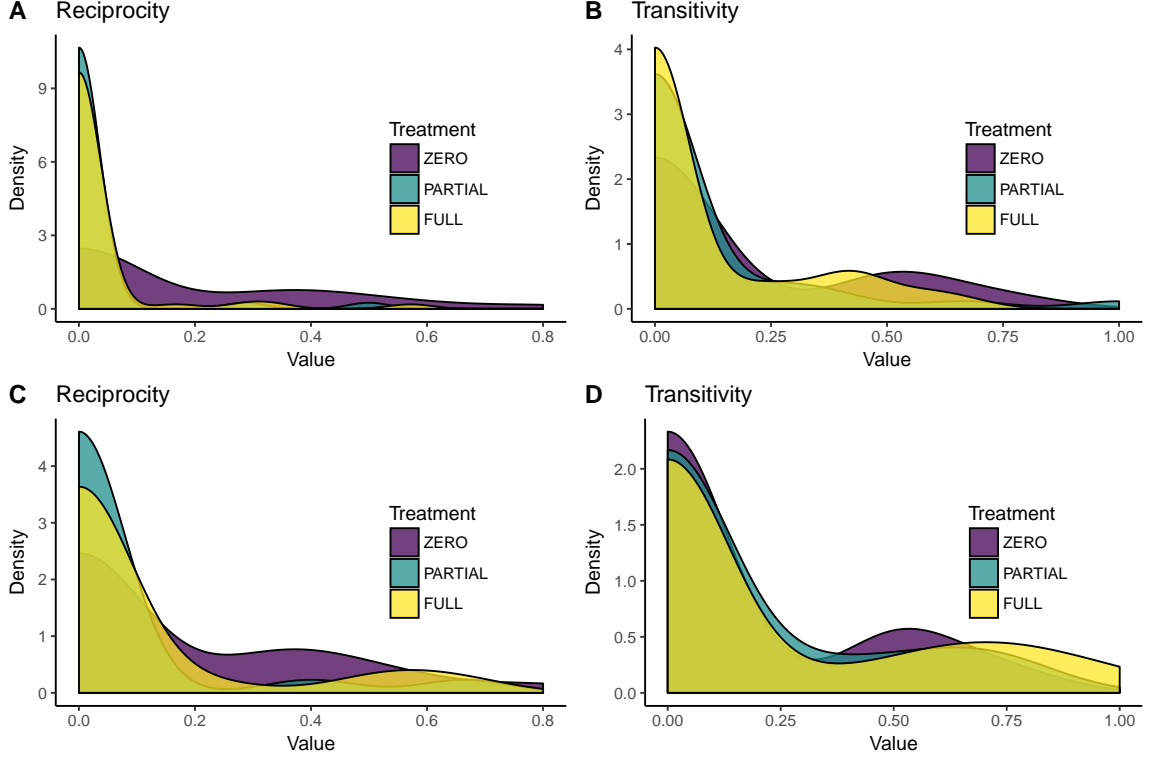 A Reciprocity
9
6
3
0
Density
0.0 0.2 0.4 0.6 0.8
Value
Treatment
ZERO
PARTIAL
FULL
B Transitivity
4
3
2
1
0
Density
0.00 0.25 0.50 0.75 1.00
Value
Treatment
ZERO
PARTIAL
FULL
C Reciprocity
4
3
2
1
0
Density
0.0 0.2 0.4 0.6 0.8
Value
Treatment
ZERO
PARTIAL
FULL
D Transitivity
2.0
1.5
1.0
0.5
0.0
Density
0.00 0.25 0.50 0.75 1.00
Value
Treatment
ZERO
PARTIAL
FULL